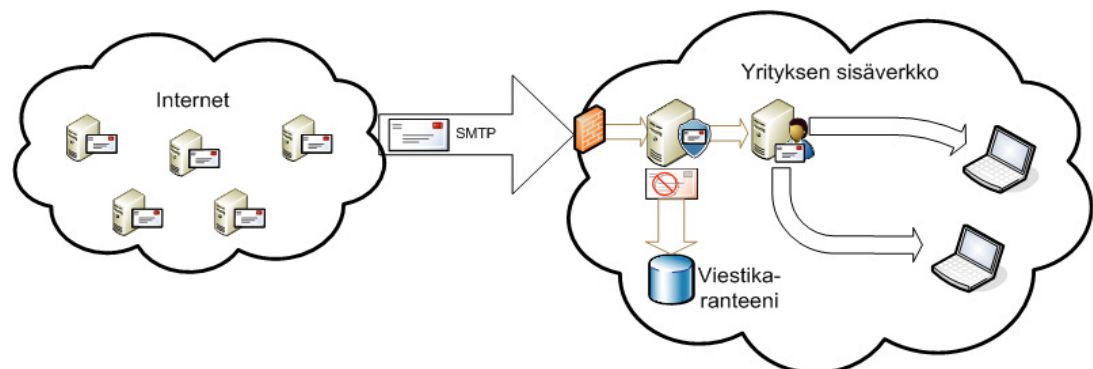 Internet
SMTP
Yrityksen sisäverkko
Viestika-
ranteeni